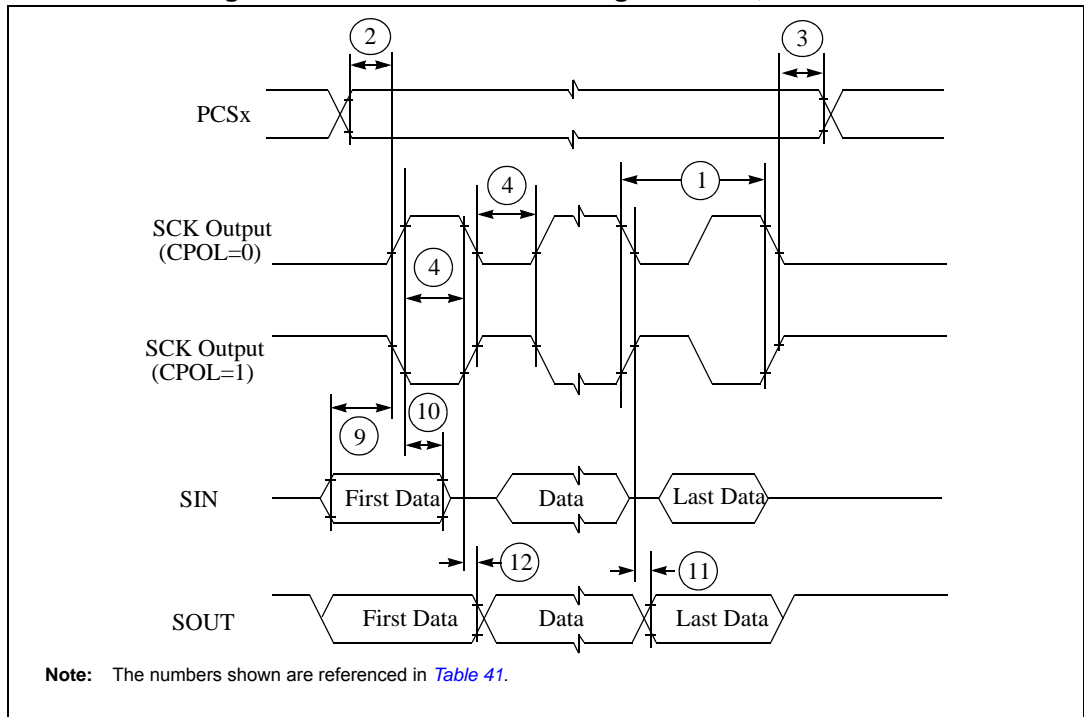 2
3
PCSx
4
1
SCK Output
(CPOL=0)
4
SCK Output
(CPOL=1)
10
9
SIN
First Data
Data
Last Data
12
11
SOUT
First Data
Data
Last Data
Note: The numbers shown are referenced in Table 41.